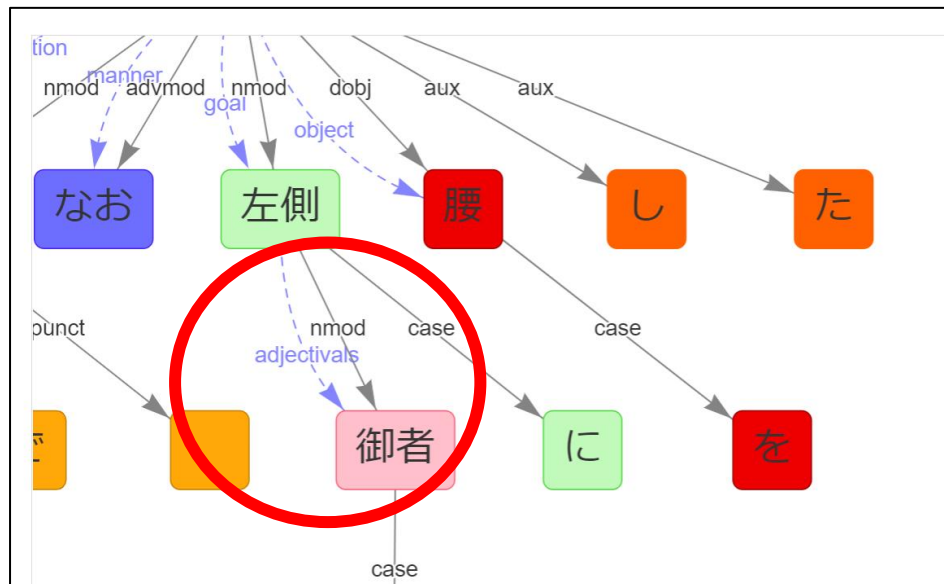 tion
manner
nmod advmod nmod dobj aux aux
goal
object
なお 左側 腰 し た
punct nmod case case
adjectivals
御者 に を
case